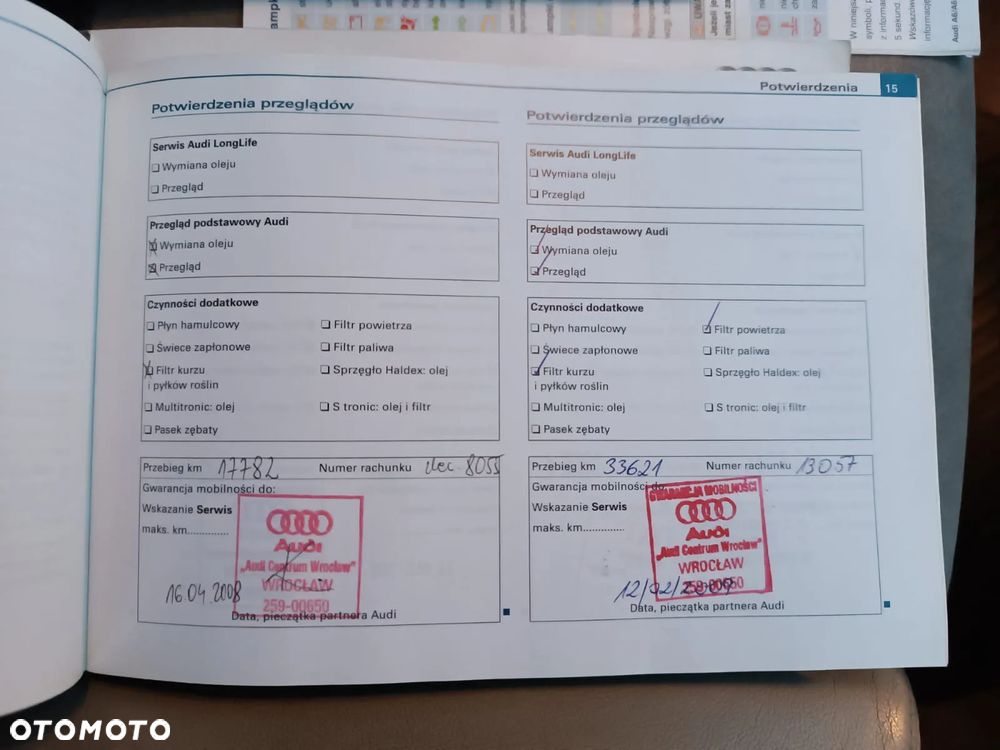 Potwierdzenia 15
Potwierdzenia przeglądów
Serwis Audi LongLife
Wymiana oleju
Przegląd
Przegląd podstawowy Audi
Wymiana oleju
Przegląd
Czynności dodatkowe
Płyn hamulcowy
Filtr powietrza
Świece zapłonowe
Filtr paliwa
Filtr kurzu
i pyłków roślin
Sprzęgło Haldex: olej
Multitronic: olej
S tronic: olej i filtr
Pasek zębaty
Przebieg km 17782 Numer rachunku 8055
Gwarancja mobilności do:
Wskazanie Serwis
maks. km..............
Audi
„Audi Centrum Wrocław"
WROCŁAW
259-00650
16.04.2008
Data, pieczątka partnera Audi
Potwierdzenia przeglądów
Serwis Audi LongLife
Wymiana oleju
Przegląd
Przegląd podstawowy Audi
Wymiana oleju
Przegląd
Czynności dodatkowe
Płyn hamulcowy
Filtr powietrza
Świece zapłonowe
Filtr paliwa
Filtr kurzu
i pyłków roślin
Sprzęgło Haldex: olej
Multitronic: olej
S tronic: olej i filtr
Pasek zębaty
Przebieg km 33621 Numer rachunku 13057
Gwarancja mobilności do:
GWARANCJA MOBILNOŚCI
Wskazanie Serwis
maks. km..............
Audi
„Audi Centrum Wrocław"
WROCŁAW
259-00650
12/02/2009
Data, pieczątka partnera Audi
OTOMOTO